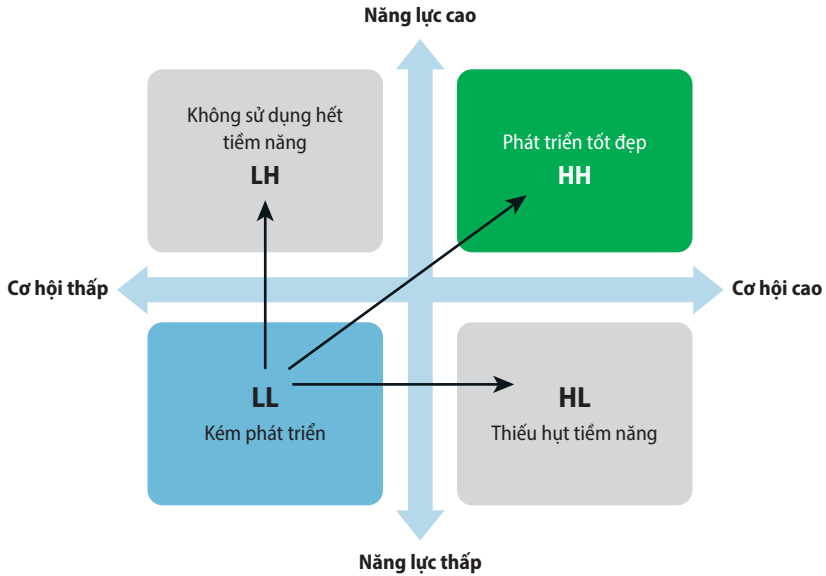 Năng lực cao
Không sử dụng hết
tiềm năng
LH
Phát triển tốt đẹp
HH
Cơ hội thấp
Cơ hội cao
LL
Kém phát triển
HL
Thiếu hụt tiềm năng
Năng lực thấp